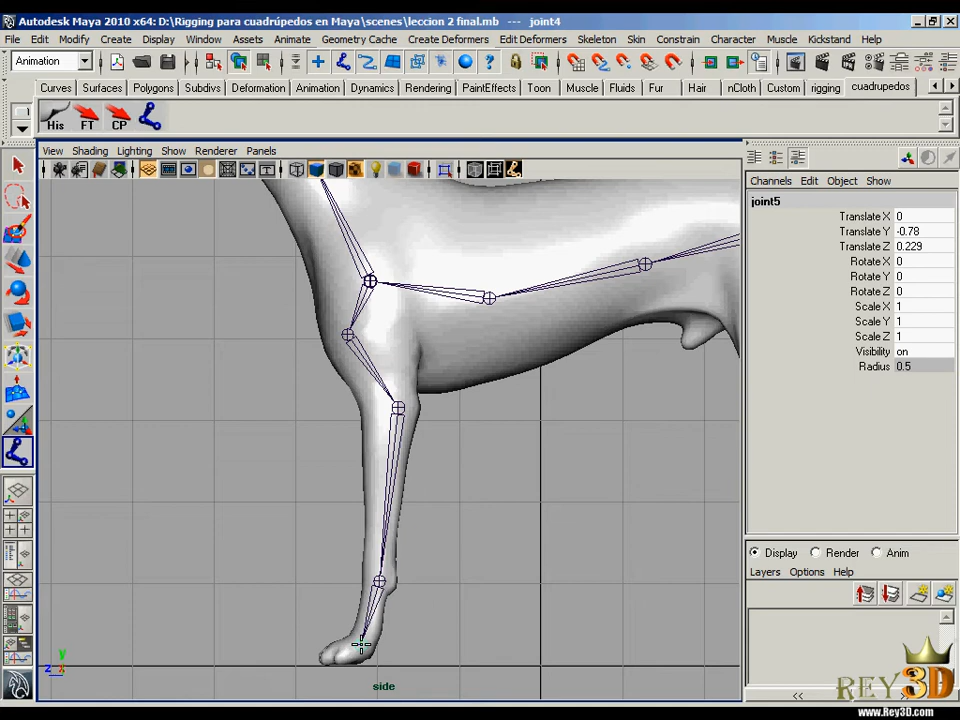 Autodesk Maya 2010 x64: D:\Rigging para cuadrúpedos en Maya\scenes\leccion 2 final.mb --- joint4
File Edit Modify Create Display Window Assets Animate Geometry Cache Create Deformers Edit Deformers Skeleton Skin Constrain Character Muscle Kickstand Help
Animation
Curves Surfaces Polygons Subdivs Deformation Animation Dynamics Rendering PaintEffects Toon Muscle Fluids Fur Hair nCloth Custom rigging cuadrupedos
His FT CP
View Shading Lighting Show Renderer Panels
Channels Edit Object Show
joint5
Translate X 0
Translate Y -0.78
Translate Z 0.229
Rotate X 0
Rotate Y 0
Rotate Z 0
Scale X 1
Scale Y 1
Scale Z 1
Visibility on
Radius 0.5
Display Render Anim
Layers Options Help
y
z x
side
REY3D
www.Rey3D.com